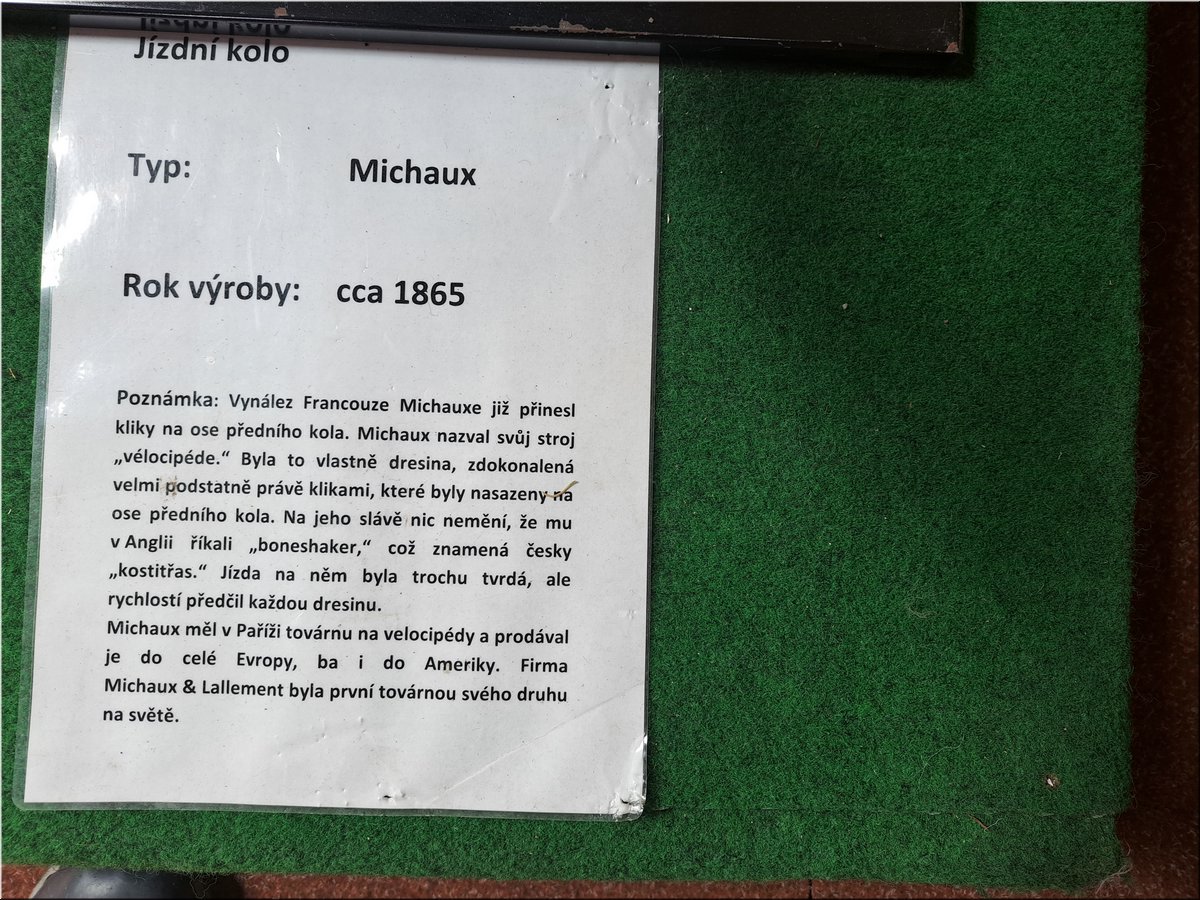 Jízdní kolo
Typ: Michaux
Rok výroby: cca 1865
Poznámka: Vynález Francouze Michauxe již přinesl
kliky na ose předního kola. Michaux nazval svůj stroj
„vélocipéde.“ Byla to vlastně dresina, zdokonalená
velmi podstatně právě klikami, které byly nasazeny na
ose předního kola. Na jeho slávě nic nemění, že mu
v Anglii říkali „boneshaker,“ což znamená česky
„kostitřas.“ Jízda na něm byla trochu tvrdá, ale
rychlostí předčil každou dresinu.
Michaux měl v Paříži továrnu na velocipédy a prodával
je do celé Evropy, ba i do Ameriky. Firma
Michaux & Lallement byla první továrnou svého druhu
na světě.